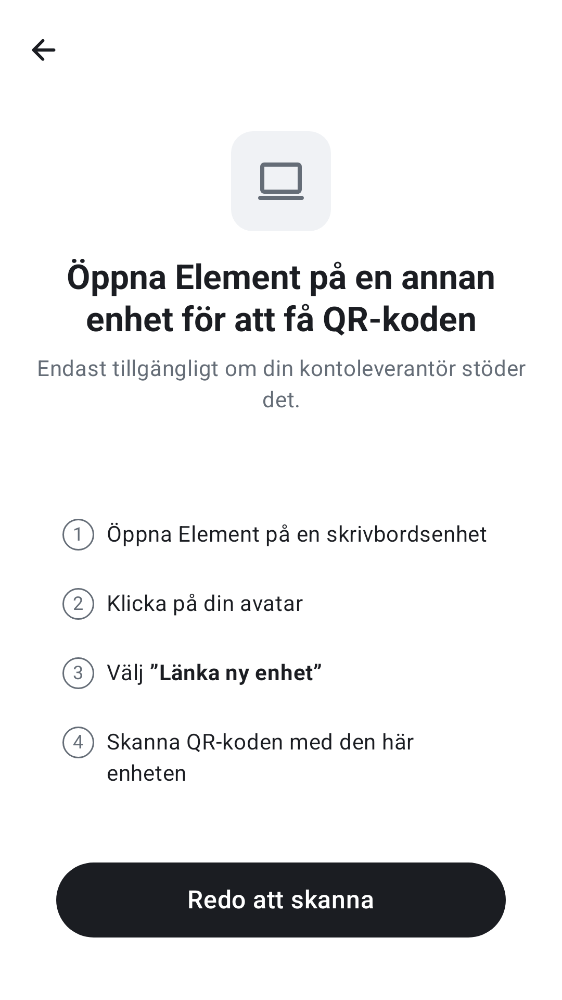 Öppna Element på en annan
enhet för att få QR-koden
Endast tillgängligt om din kontoleverantör stöder
det.
1 Öppna Element på en skrivbordsenhet
2 Klicka på din avatar
3 Välj ”Länka ny enhet”
4 Skanna QR-koden med den här
enheten
Redo att skanna